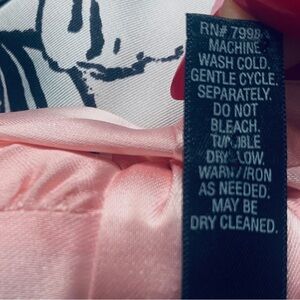 RN# 7998
MACHINE
WASH COLD.
GENTLE CYCLE.
SEPARATELY.
DO NOT
BLEACH.
TUMBLE
DRY LOW.
WARM IRON
AS NEEDED.
MAY BE
DRY CLEANED.